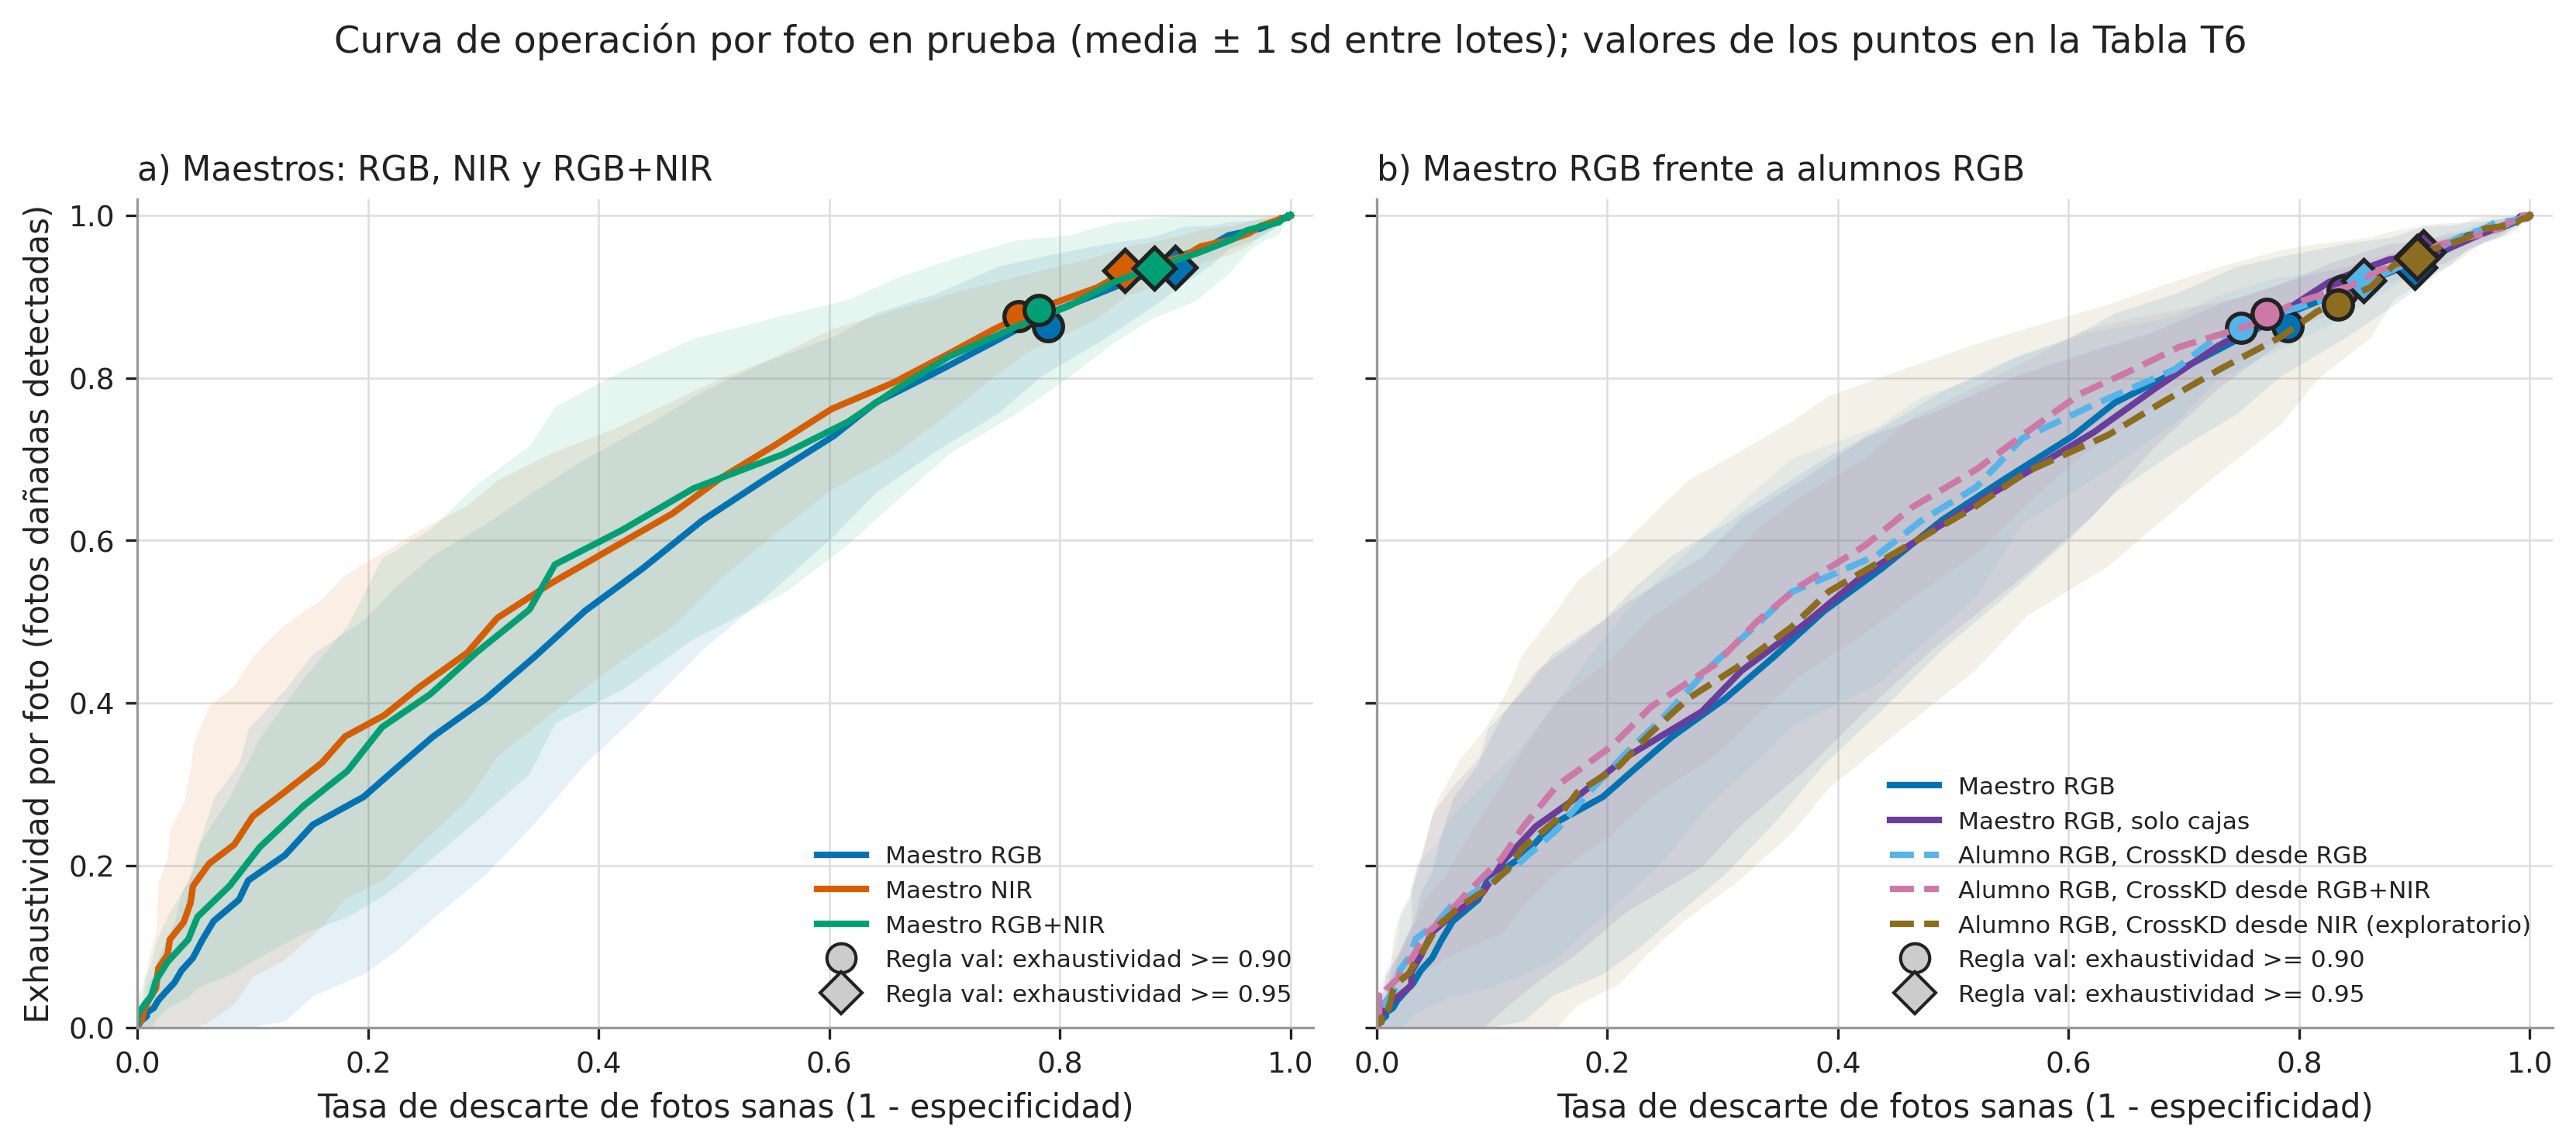 Curva de operación por foto en prueba (media ± 1 sd entre lotes); valores de los puntos en la Tabla T6
a) Maestros: RGB, NIR y RGB+NIR
Exhaustividad por foto (fotos dañadas detectadas)
1.0
0.8
0.6
0.4
0.2
0.0
Maestro RGB
Maestro NIR
Maestro RGB+NIR
Regla val: exhaustividad >= 0.90
Regla val: exhaustividad >= 0.95
0.0 0.2 0.4 0.6 0.8 1.0
Tasa de descarte de fotos sanas (1 - especificidad)
b) Maestro RGB frente a alumnos RGB
Maestro RGB
Maestro RGB, solo cajas
Alumno RGB, CrossKD desde RGB
Alumno RGB, CrossKD desde RGB+NIR
Alumno RGB, CrossKD desde NIR (exploratorio)
Regla val: exhaustividad >= 0.90
Regla val: exhaustividad >= 0.95
0.0 0.2 0.4 0.6 0.8 1.0
Tasa de descarte de fotos sanas (1 - especificidad)